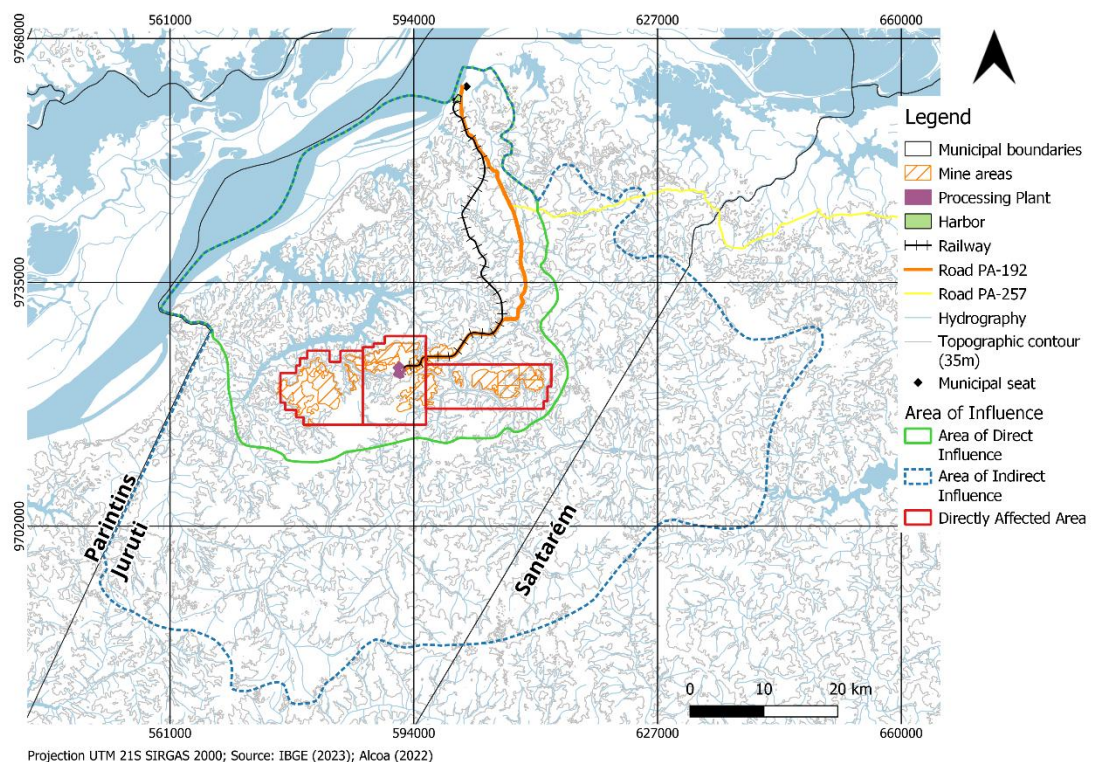 561000 594000 627000 660000
9768000
9735000
9702000
Parintins
Juruti
Santarém
0 10 20 km
561000 594000 627000 660000
Legend
Municipal boundaries
Mine areas
Processing Plant
Harbor
Railway
Road PA-192
Road PA-257
Hydrography
Topographic contour
(35m)
Municipal seat
Area of Influence
Area of Direct
Influence
Area of Indirect
Influence
Directly Affected Area
Projection UTM 21S SIRGAS 2000; Source: IBGE (2023); Alcoa (2022)